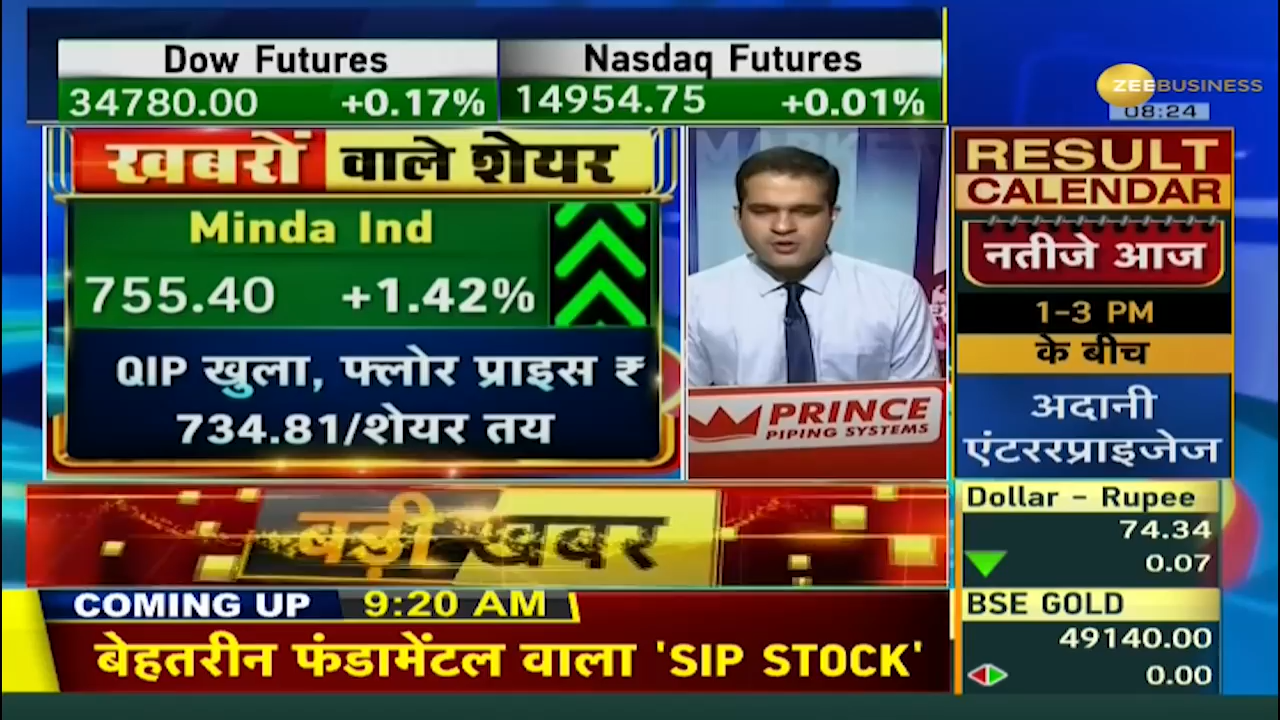 Dow Futures
34780.00 +0.17%
Nasdaq Futures
14954.75 +0.01%
ZEEBUSINESS
08:24
खबरों वाले शेयर
Minda Ind
755.40 +1.42%
QIP खुला, फ्लोर प्राइस ₹
734.81/शेयर तय
PRINCE
PIPING SYSTEMS
RESULT
CALENDAR
नतीजे आज
1-3 PM
के बीच
अदानी
एंटररप्राइजेज
Dollar - Rupee
74.34
0.07
BSE GOLD
49140.00
0.00
बड़ी खबर
COMING UP 9:20 AM
बेहतरीन फंडामेंटल वाला 'SIP STOCK'